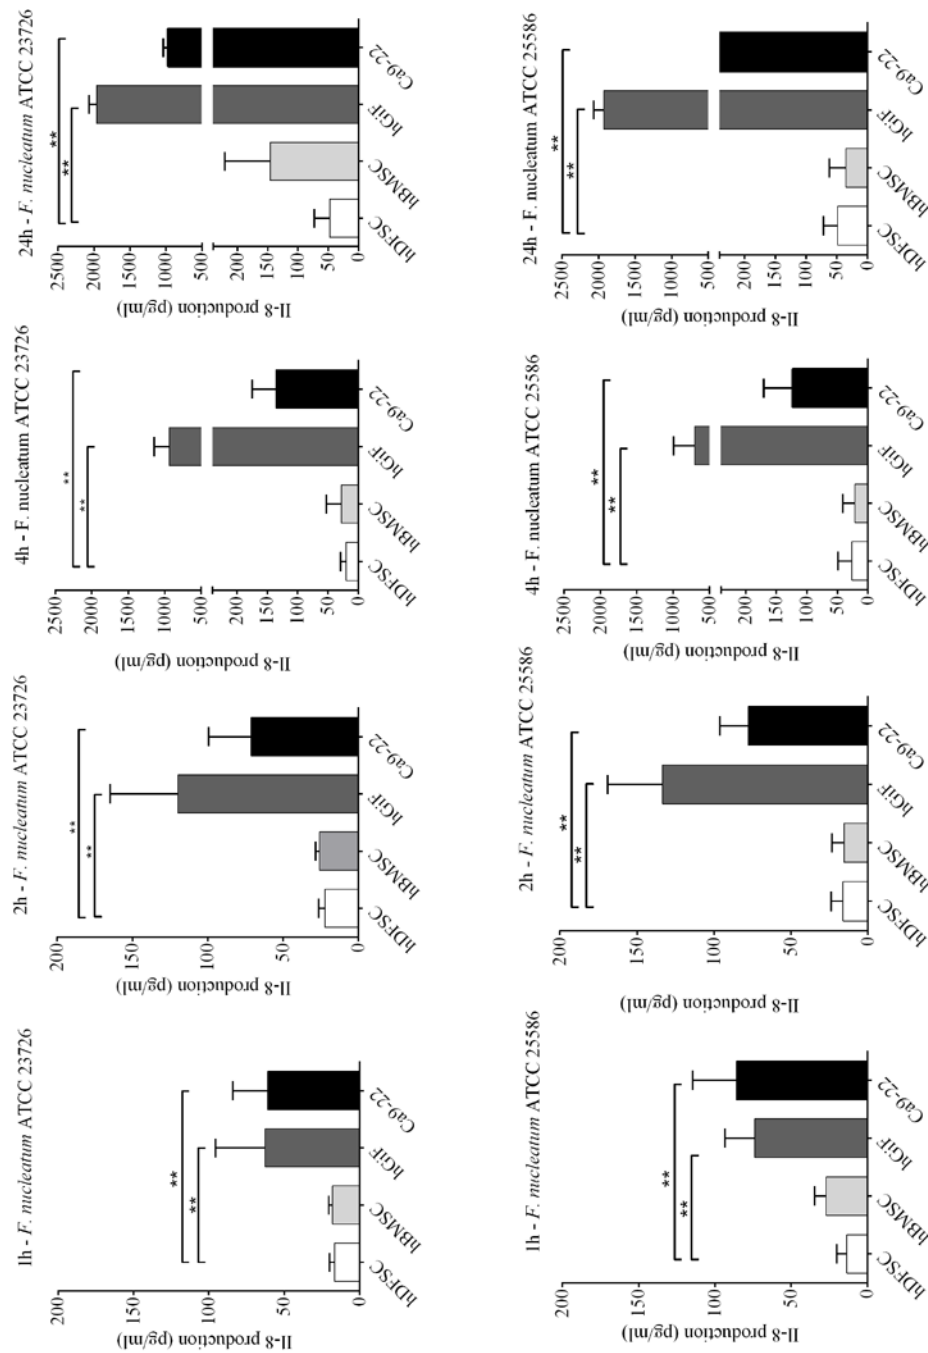 1h - F. nucleatum ATCC 23726
Il-8 production (pg/ml)
200
150
100
50
0
**
**
hDFSC
hBMSC
hGiF
Ca9-22
2h - F. nucleatum ATCC 23726
Il-8 production (pg/ml)
200
150
100
50
0
**
**
hDFSC
hBMSC
hGiF
Ca9-22
4h - F. nucleatum ATCC 23726
Il-8 production (pg/ml)
2500
2000
1500
1000
500
200
150
100
50
0
**
**
hDFSC
hBMSC
hGiF
Ca9-22
24h - F. nucleatum ATCC 23726
Il-8 production (pg/ml)
2500
2000
1500
1000
500
200
150
100
50
0
**
**
hDFSC
hBMSC
hGiF
Ca9-22
1h - F. nucleatum ATCC 25586
Il-8 production (pg/ml)
200
150
100
50
0
**
**
hDFSC
hBMSC
hGiF
Ca9-22
2h - F. nucleatum ATCC 25586
Il-8 production (pg/ml)
200
150
100
50
0
**
**
hDFSC
hBMSC
hGiF
Ca9-22
4h - F. nucleatum ATCC 25586
Il-8 production (pg/ml)
2500
2000
1500
1000
500
200
150
100
50
0
**
**
hDFSC
hBMSC
hGiF
Ca9-22
24h - F. nucleatum ATCC 25586
Il-8 production (pg/ml)
2500
2000
1500
1000
500
200
150
100
50
0
**
**
hDFSC
hBMSC
hGiF
Ca9-22